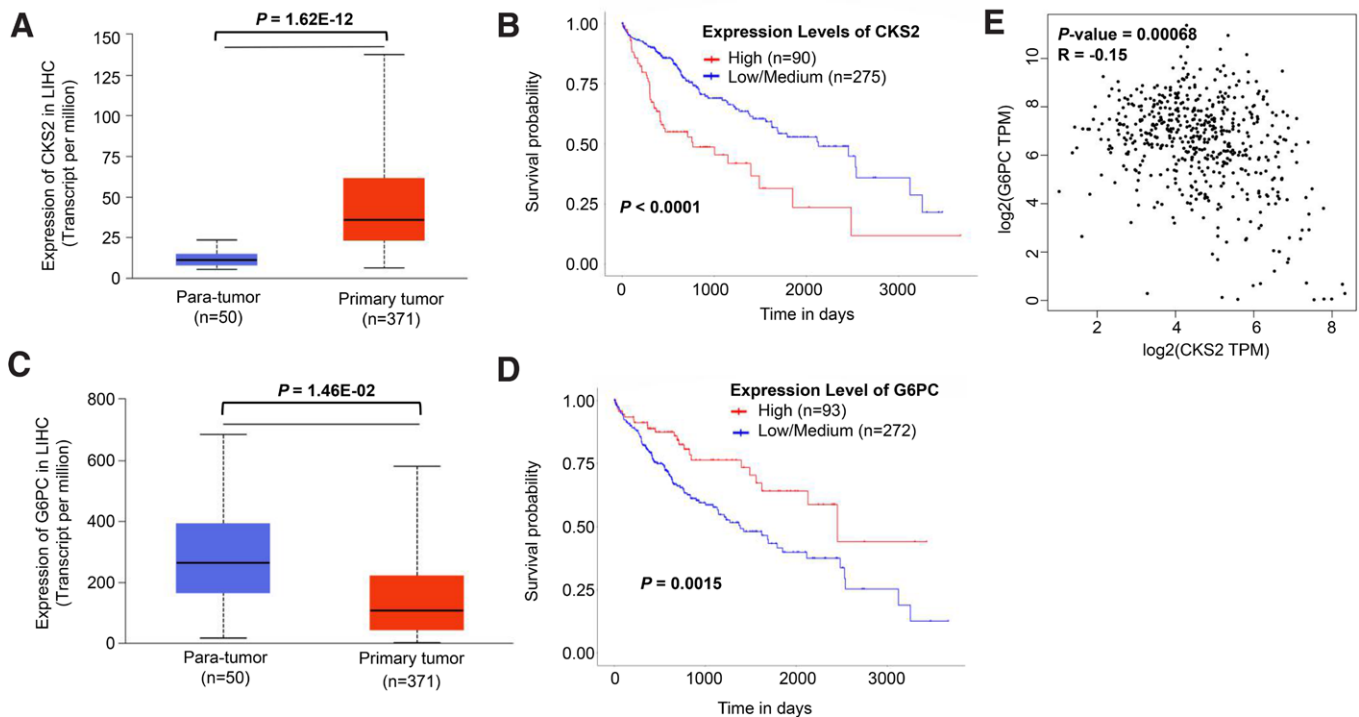 A
P = 1.62E-12
Expression of CKS2 in LIHC
(Transcript per million)
150
125
100
75
50
25
0
Para-tumor
(n=50)
Primary tumor
(n=371)
B
Expression Levels of CKS2
High (n=90)
Low/Medium (n=275)
Survival probability
1.00
0.75
0.50
0.25
0.00
P < 0.0001
0
1000
2000
3000
Time in days
E
P-value = 0.00068
R = -0.15
log2(G6PC TPM)
10
8
6
4
2
0
2
4
6
8
log2(CKS2 TPM)
C
P = 1.46E-02
Expression of G6PC in LIHC
(Transcript per million)
800
600
400
200
0
Para-tumor
(n=50)
Primary tumor
(n=371)
D
Expression Level of G6PC
High (n=93)
Low/Medium (n=272)
Survival probability
1.00
0.75
0.50
0.25
0.00
P = 0.0015
0
1000
2000
3000
Time in days